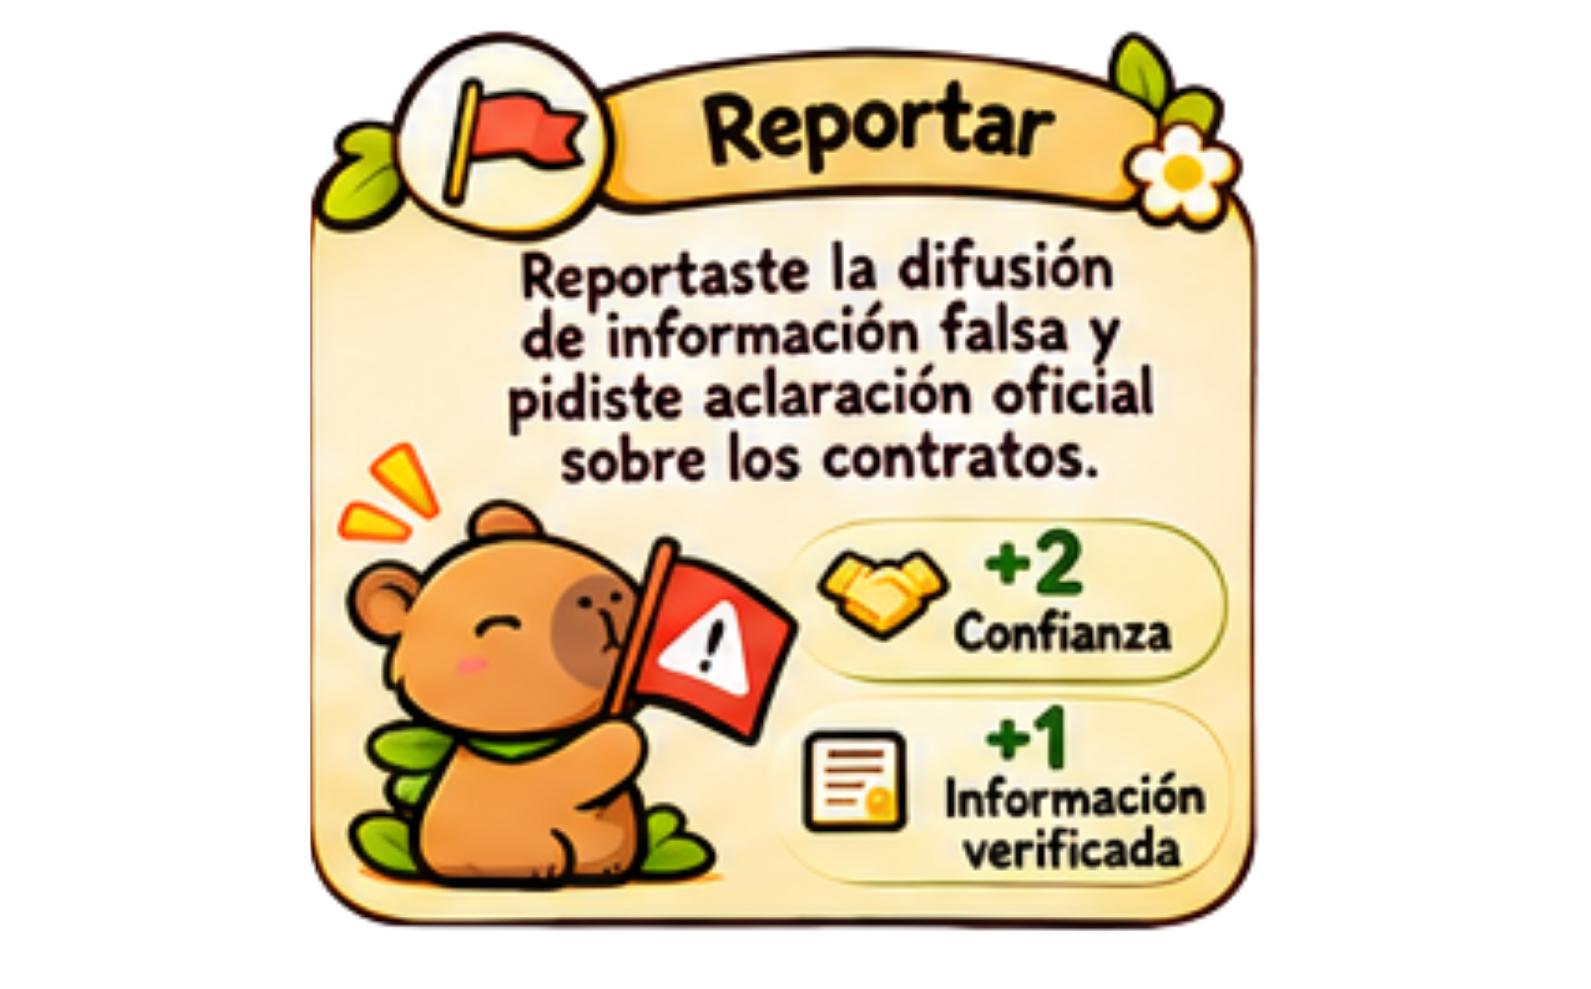 Reportar
Reportaste la difusión
de información falsa y
pidiste aclaración oficial
sobre los contratos.
!
+2
Confianza
+1
Información
verificada